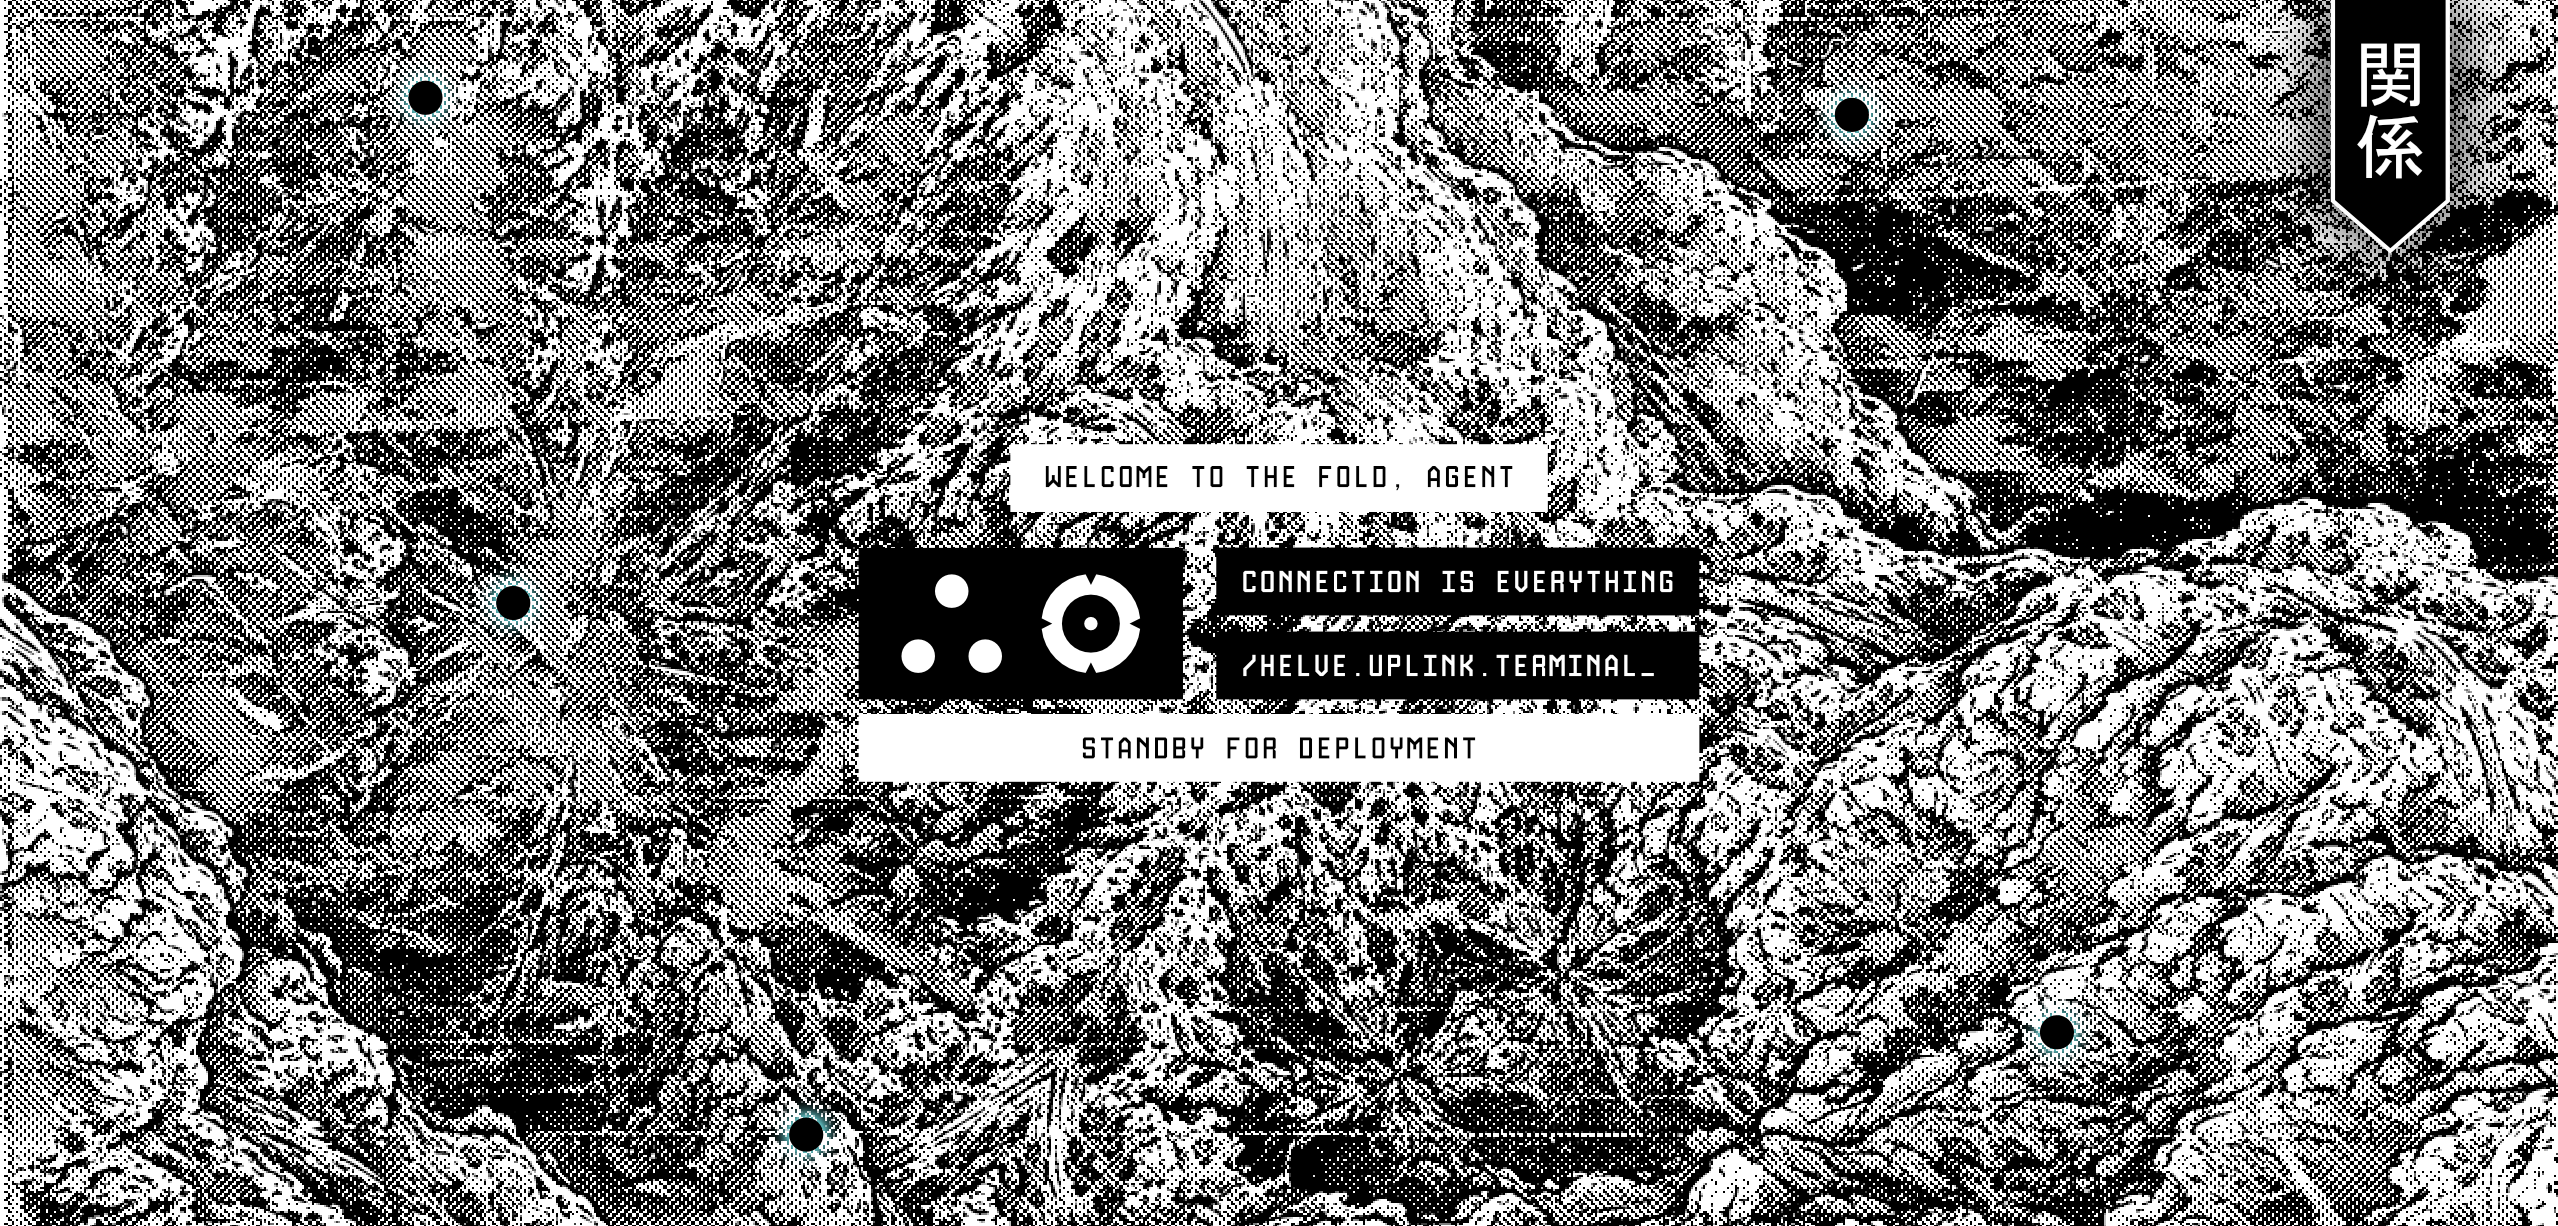 関係
WELCOME TO THE FOLD, AGENT
CONNECTION IS EVERYTHING
/HELVE.UPLINK.TERMINAL_
STANDBY FOR DEPLOYMENT